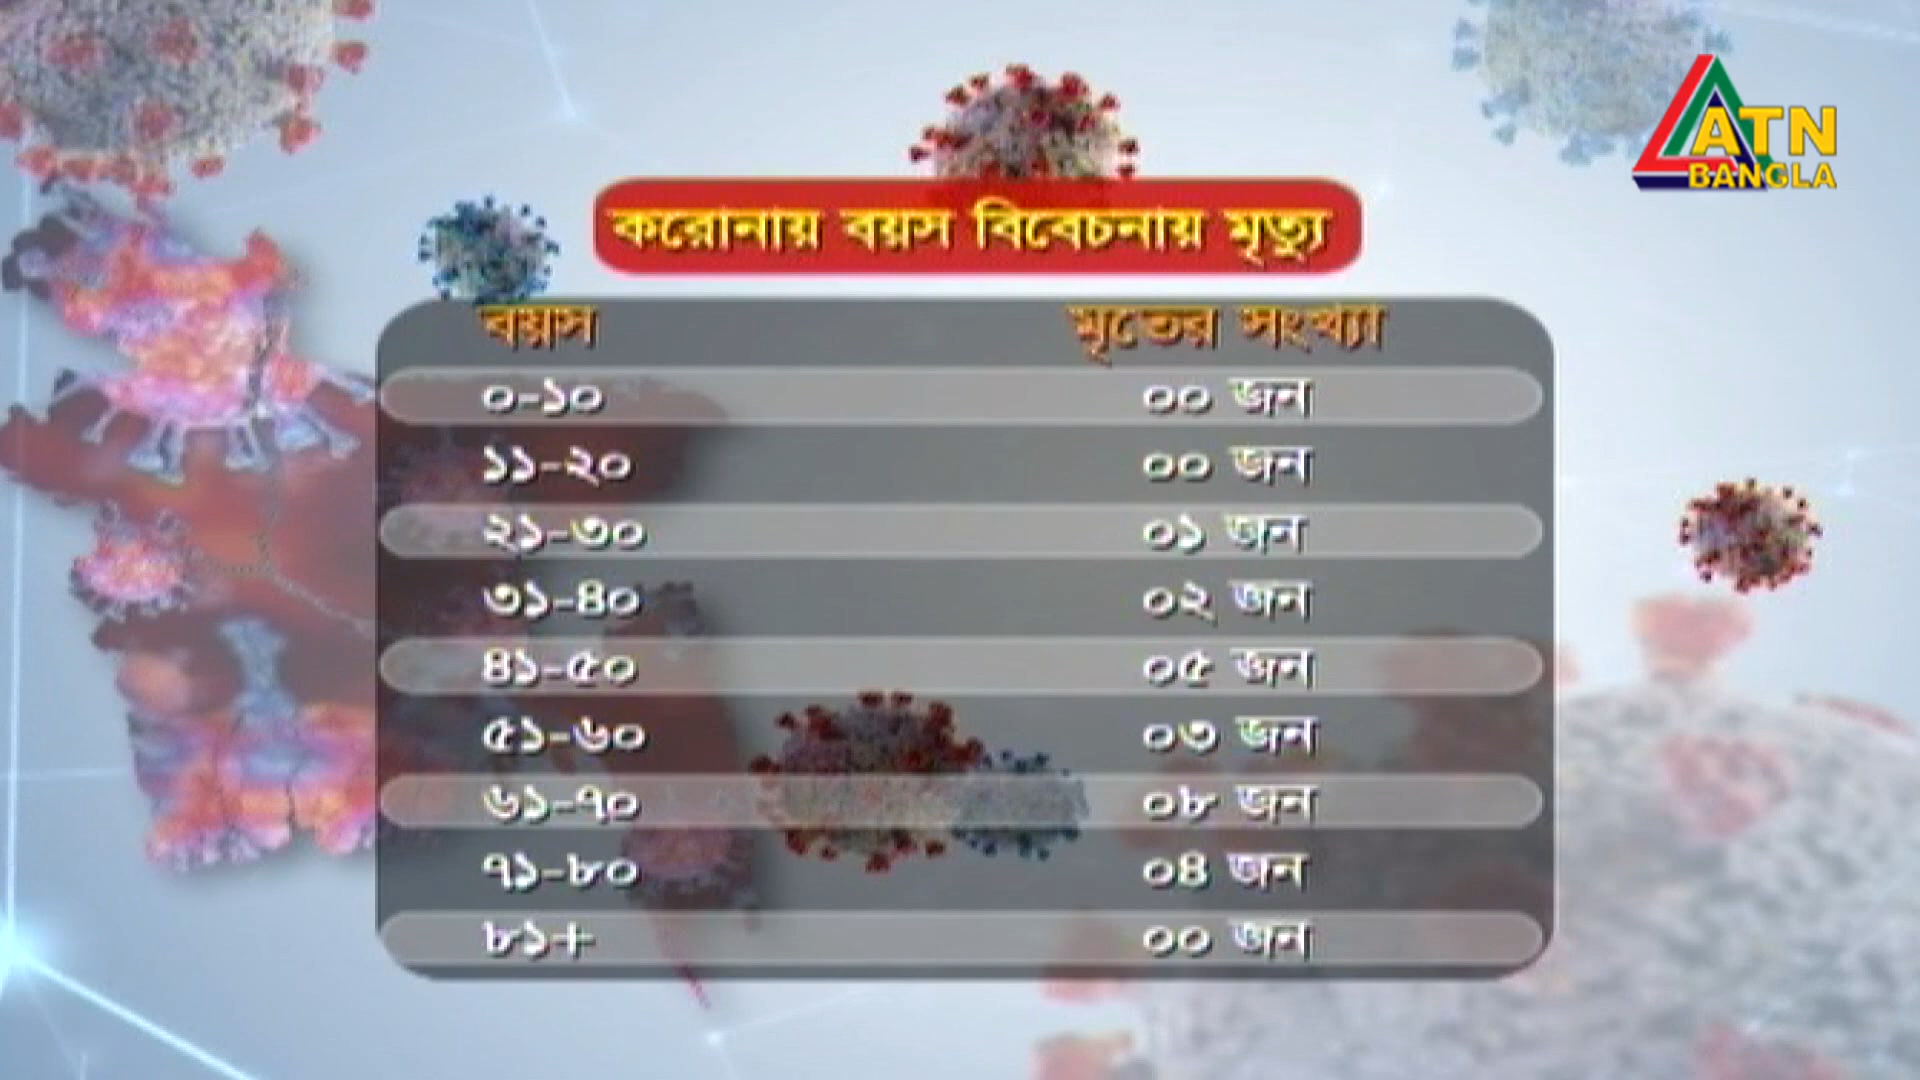 ATN
BANGLA
করোনায় বয়স বিবেচনায় মৃত্যু
বয়স মৃতের সংখ্যা
০-১০ ০০ জন
১১-২০ ০০ জন
২১-৩০ ০১ জন
৩১-৪০ ০২ জন
৪১-৫০ ০৫ জন
৫১-৬০ ০৩ জন
৬১-৭০ ০৮ জন
৭১-৮০ ০৪ জন
৮১+ ০০ জন